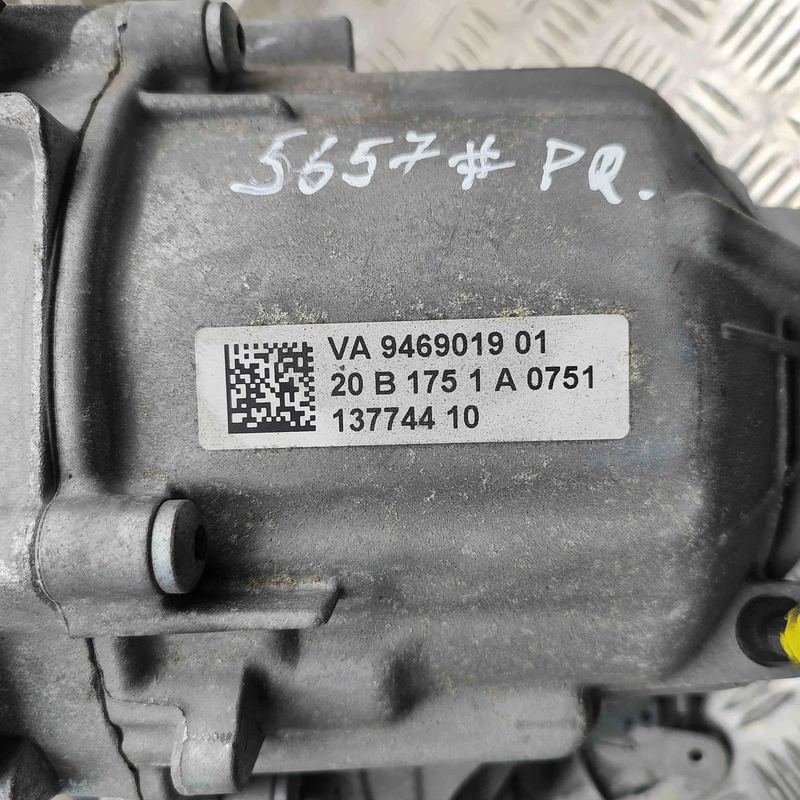 5657 # PQ.
VA 9469019 01
20 B 175 1 A 0751
137744 10